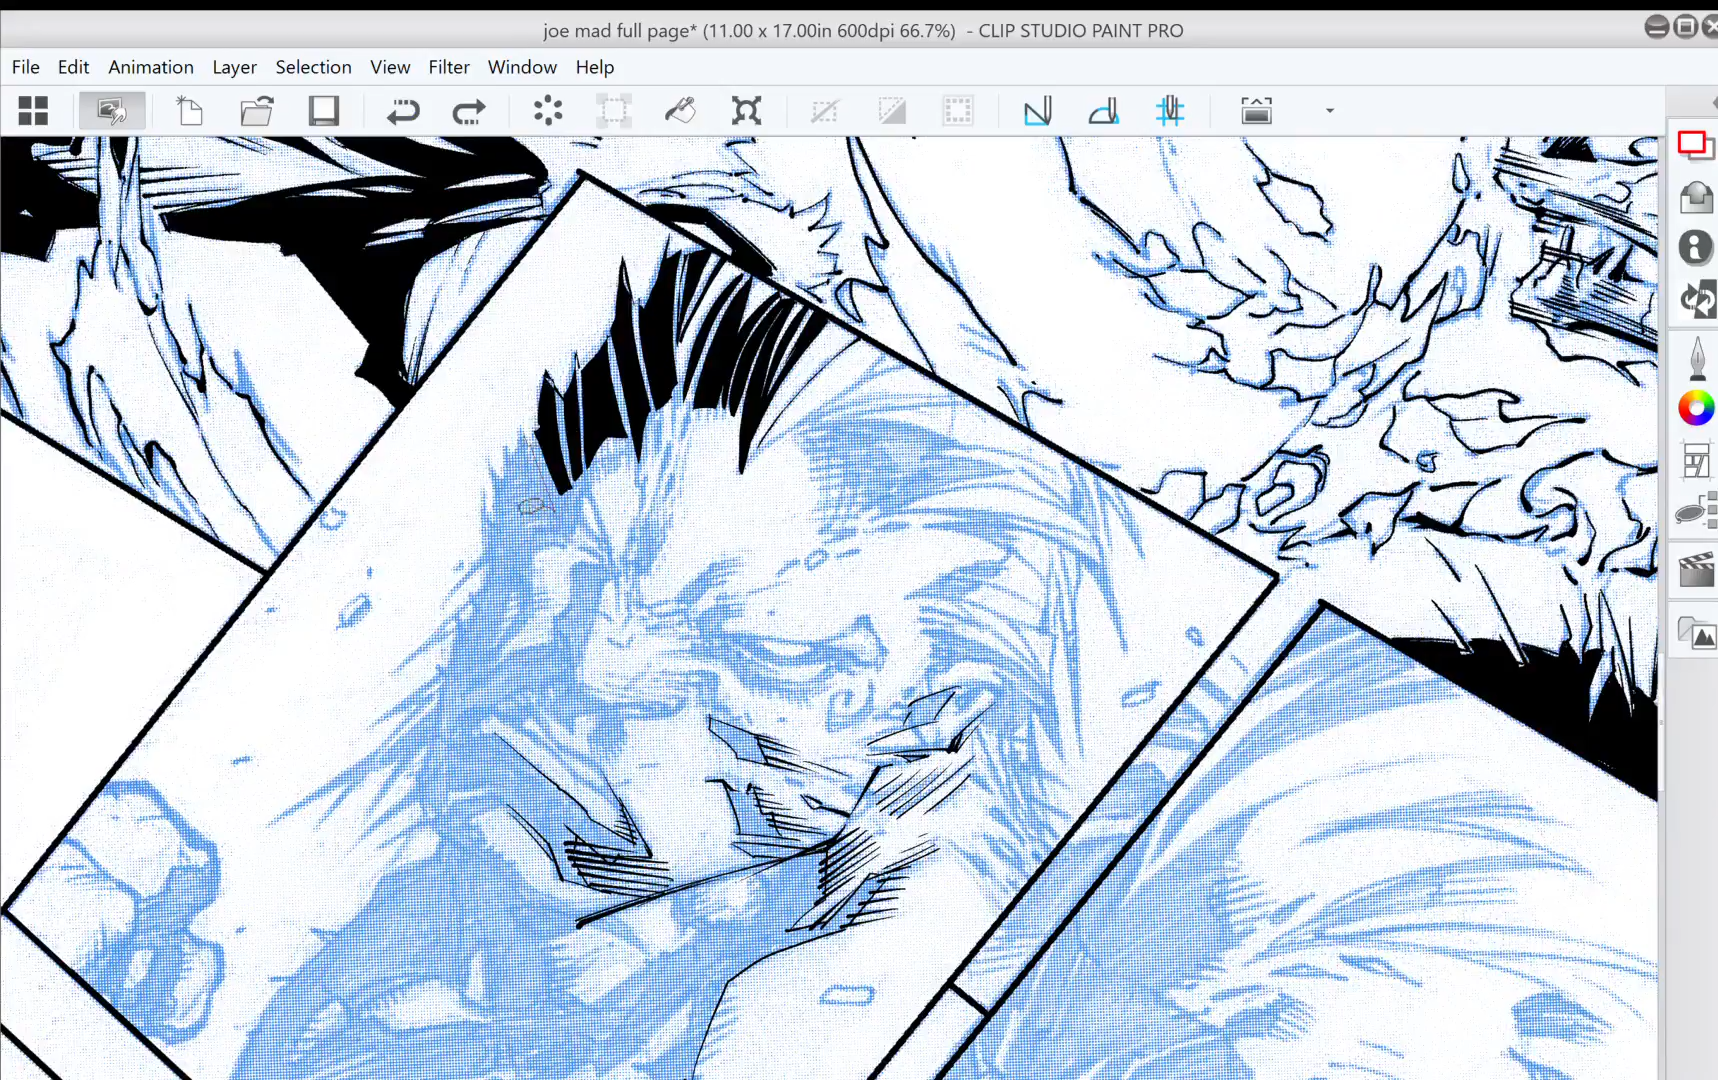 joe mad full page* (11.00 x 17.00in 600dpi 66.7%) - CLIP STUDIO PAINT PRO
File Edit Animation Layer Selection View Filter Window Help